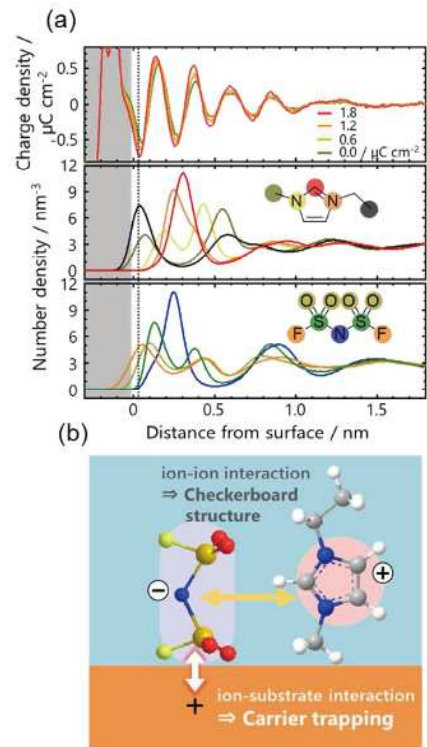 (a)
Charge density /
μC cm⁻²
0.5
0
-0.5
1.8
1.2
0.6
0.0 / μC cm⁻²
Number density / nm⁻³
12
9
6
3
0
N
N
9
6
3
0
O O O O
S S
F N F
0
0.5
1.0
1.5
Distance from surface / nm
(b)
ion-ion interaction
⇒ Checkerboard
structure
−
+
+
ion-substrate interaction
⇒ Carrier trapping